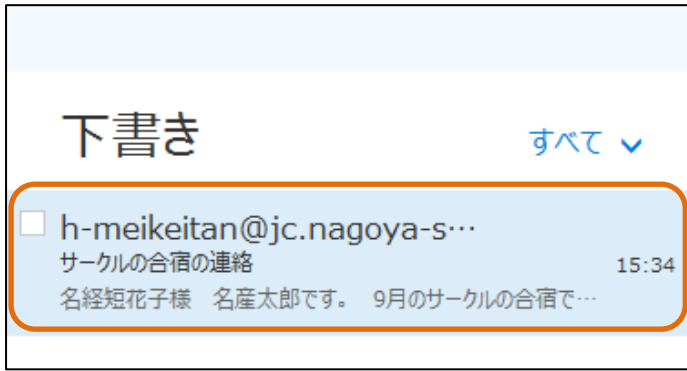 下書き
すべて
h-meikeitan@jc.nagoya-s…
サークルの合宿の連絡 15:34
名経短花子様　名産太郎です。 9月のサークルの合宿で…